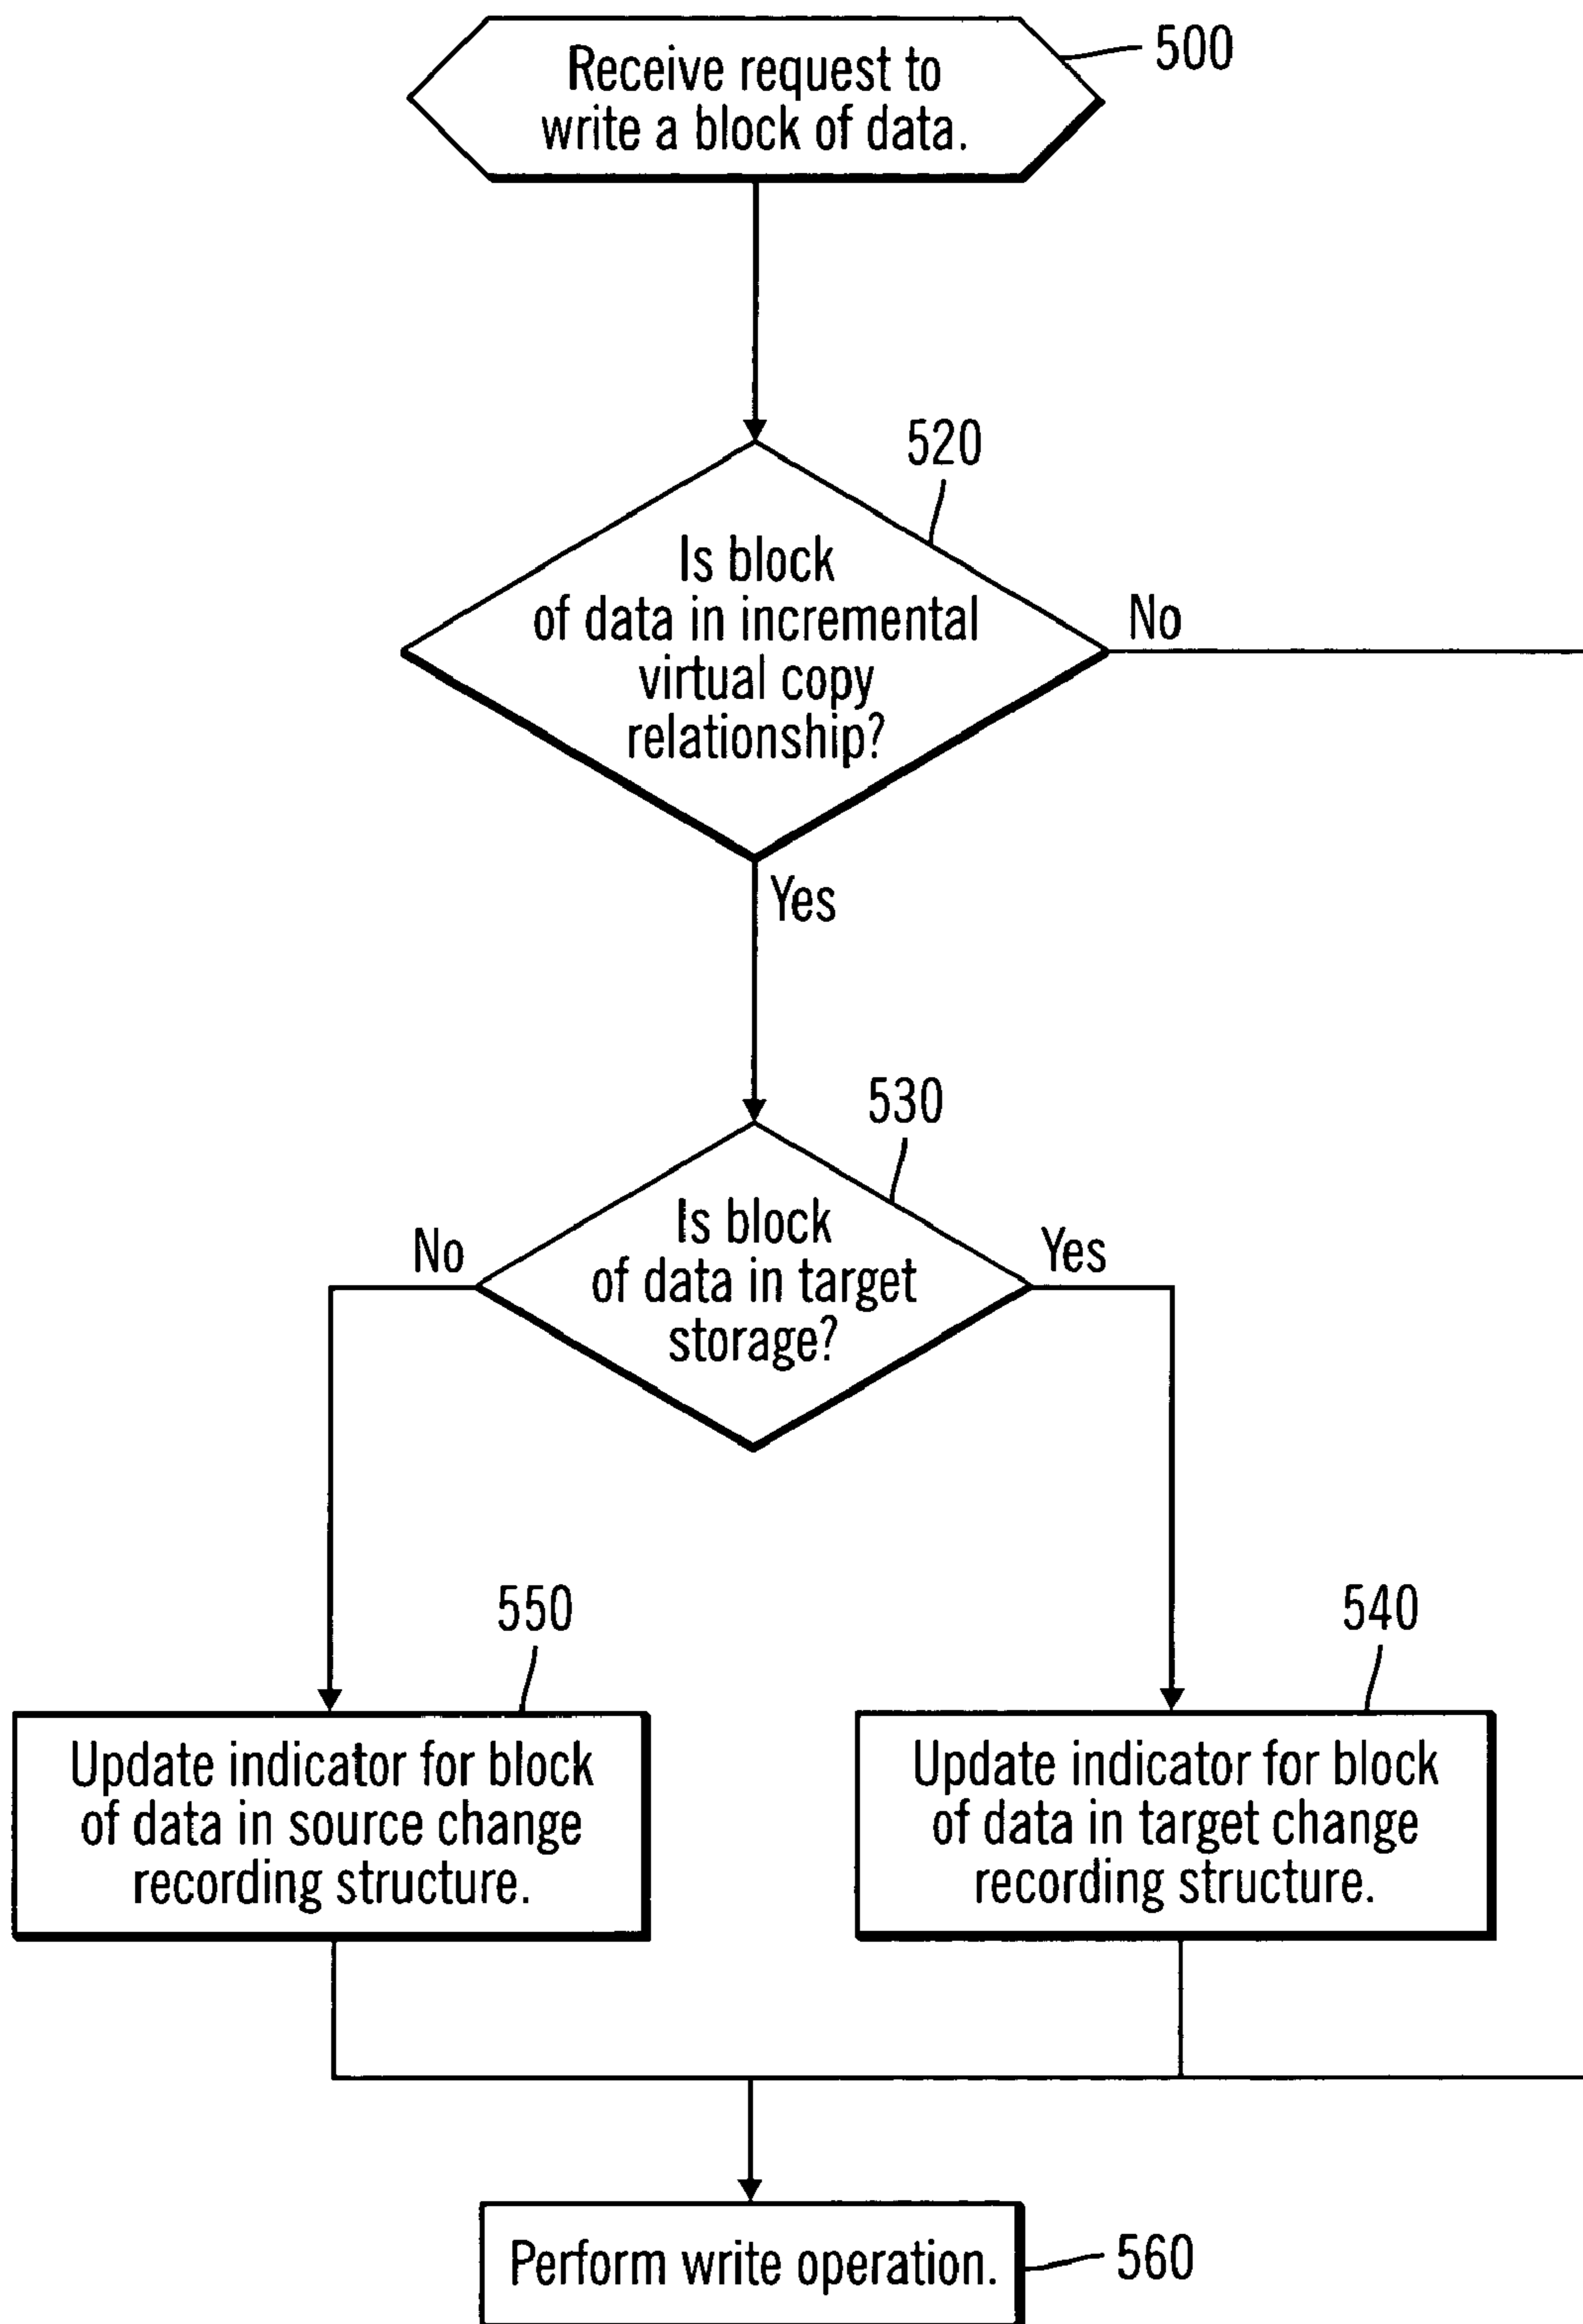 Receive request to
write a block of data.
500
520
Is block
of data in incremental
virtual copy
relationship?
No
Yes
530
Is block
of data in target
storage?
No
Yes
550
540
Update indicator for block
of data in source change
recording structure.
Update indicator for block
of data in target change
recording structure.
Perform write operation.
560